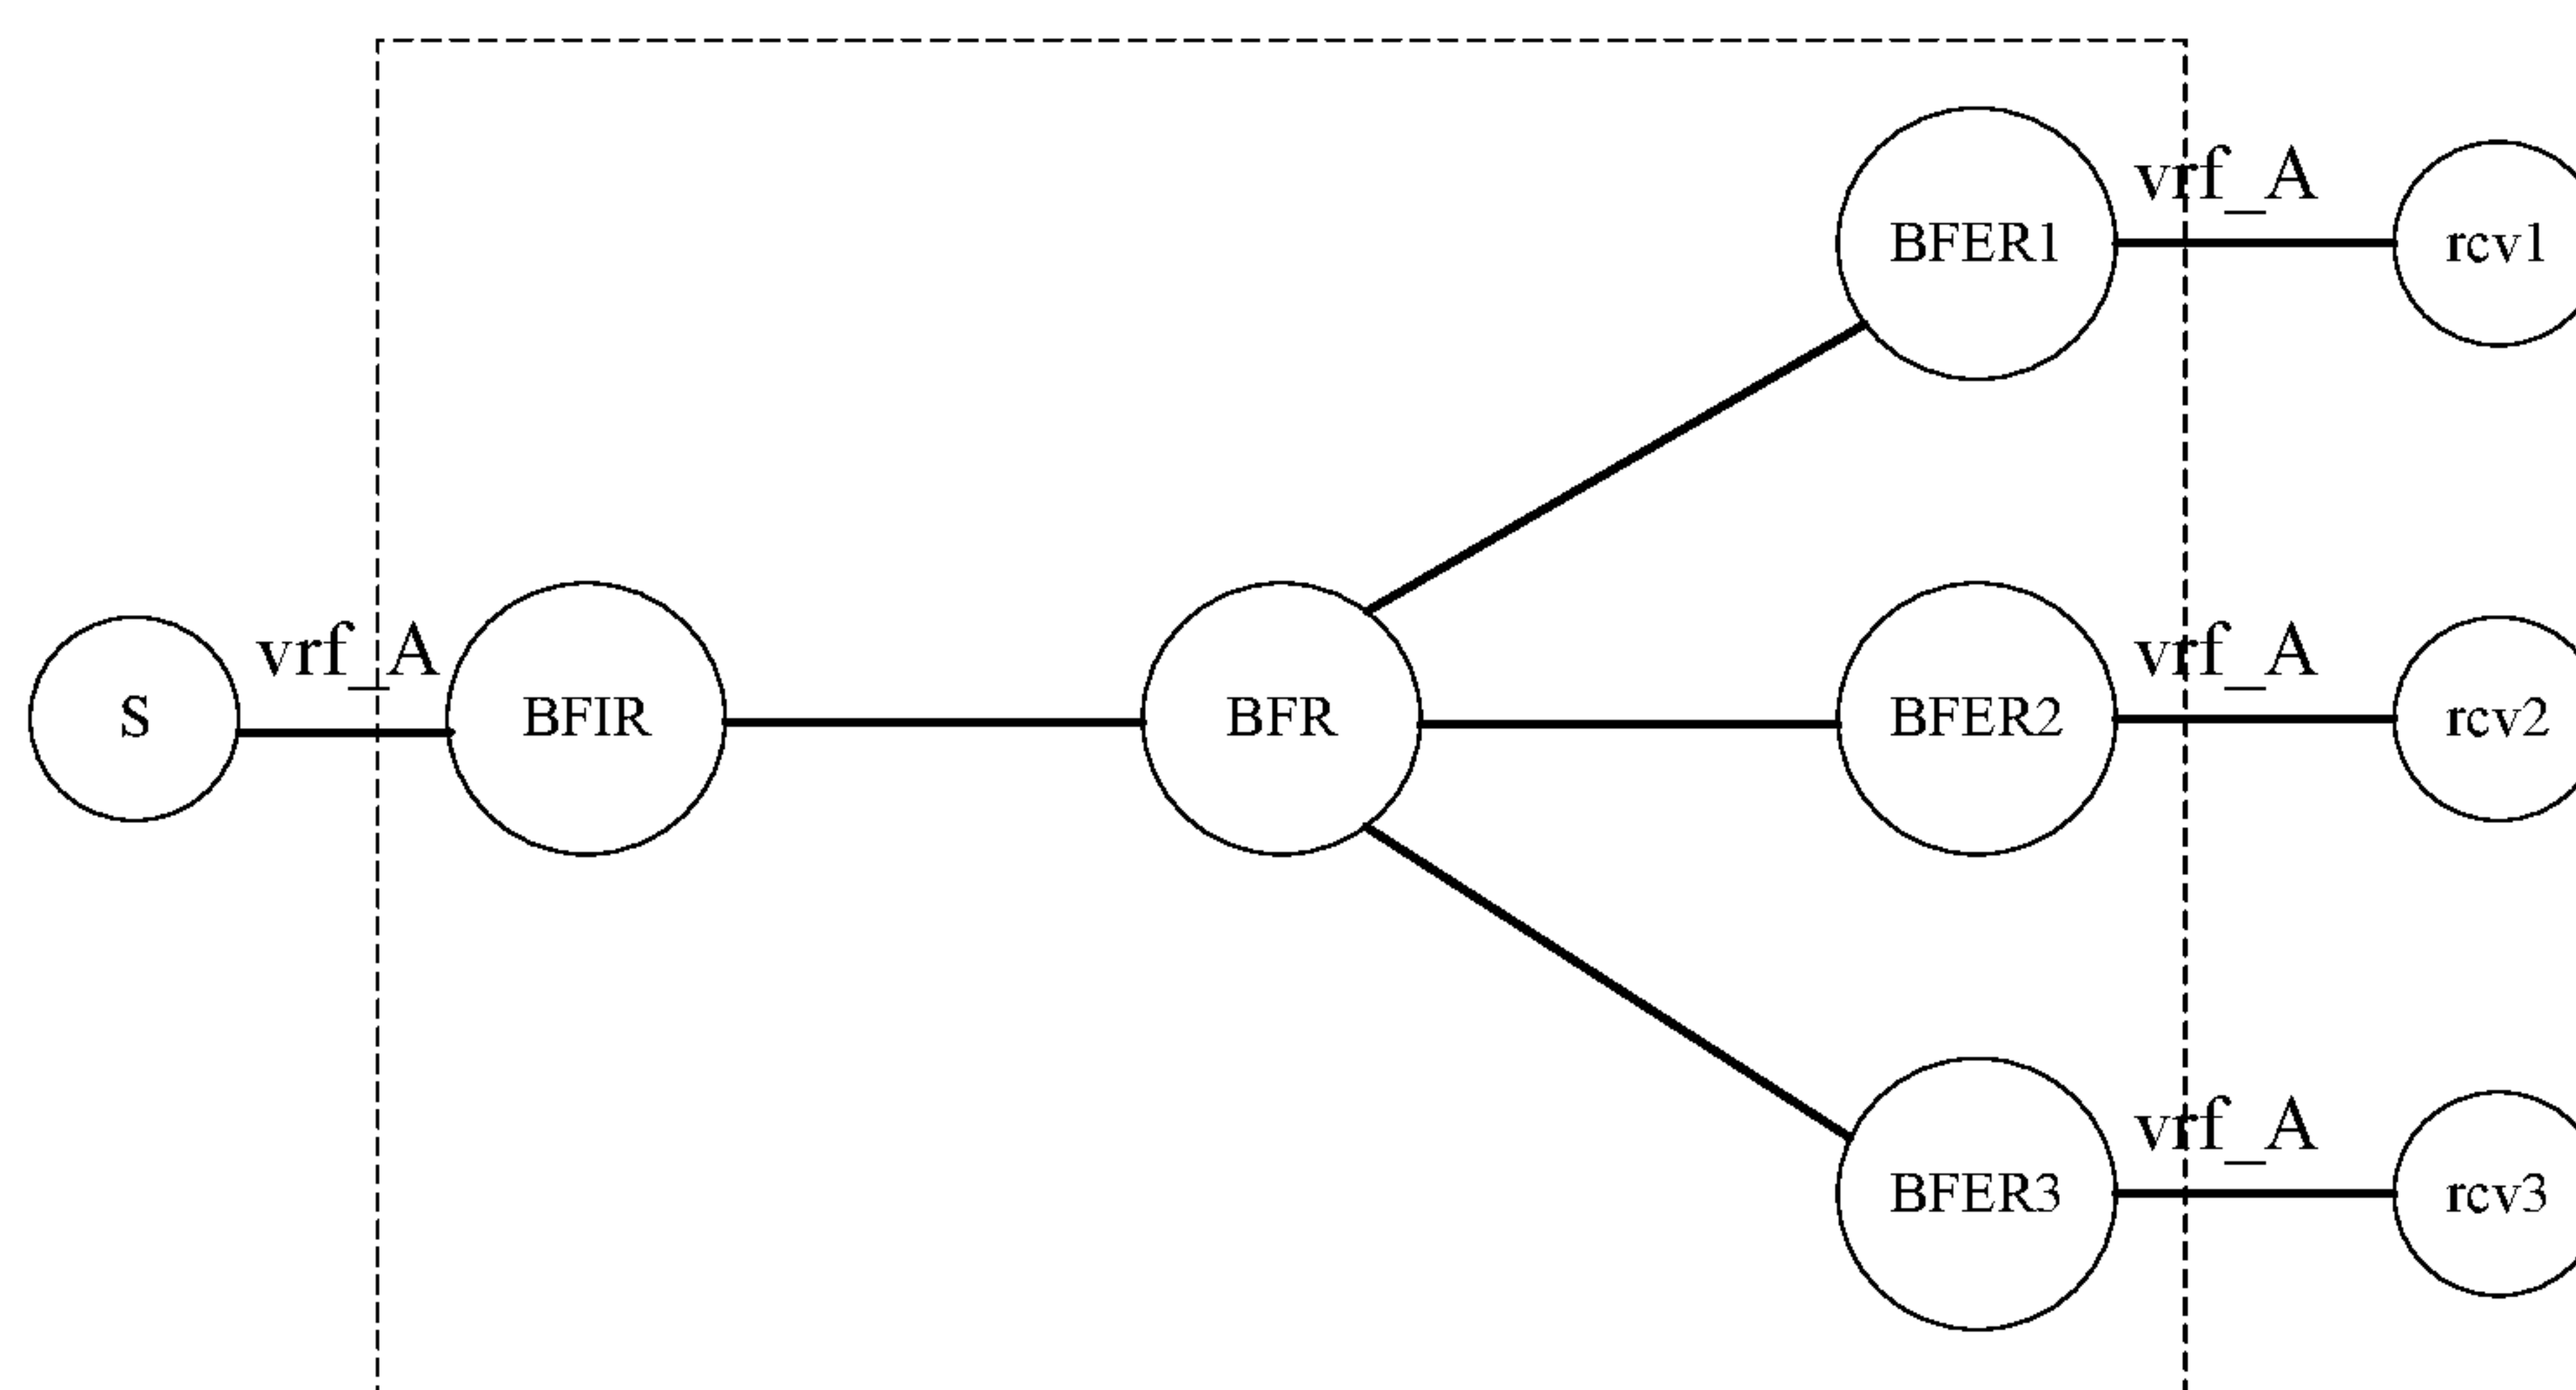 vrf_A
BFER1
rcv1
vrf_A
vrf_A
S
BFIR
BFR
BFER2
rcv2
vrf_A
BFER3
rcv3